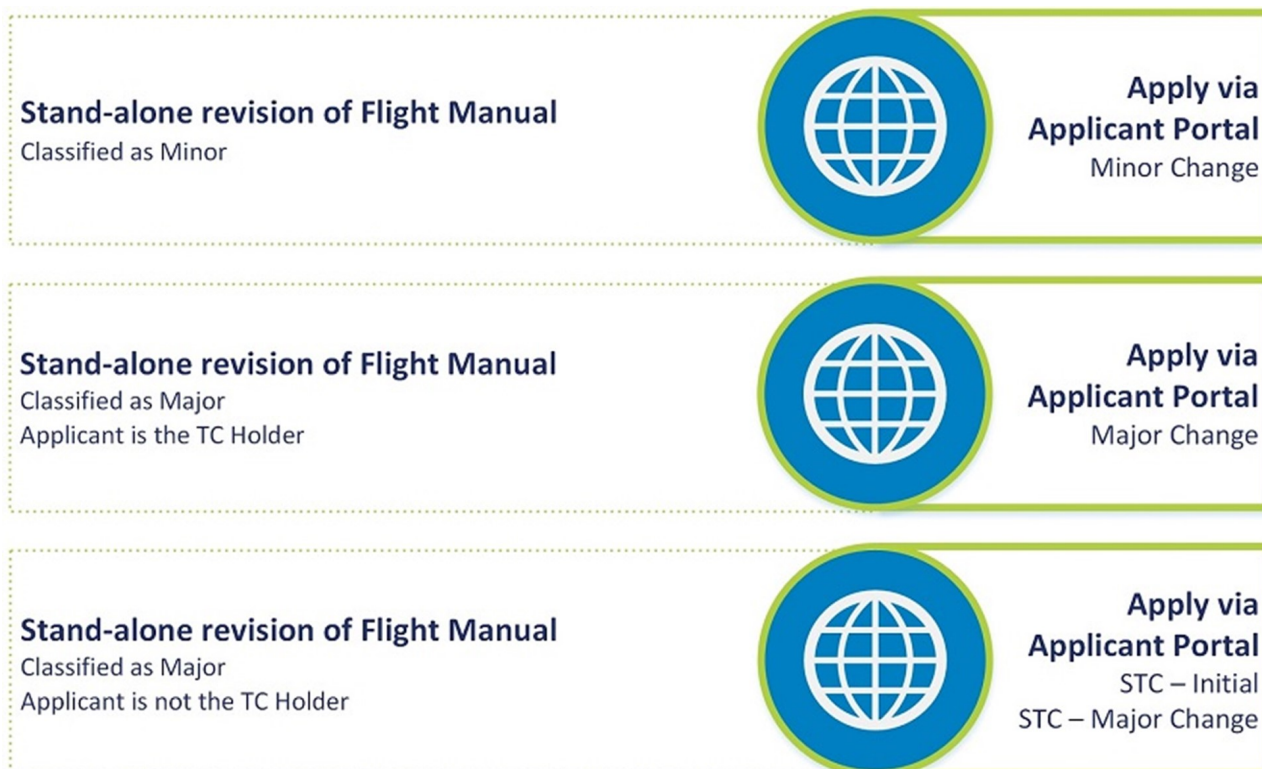 Stand-alone revision of Flight Manual
Classified as Minor
Apply via
Applicant Portal
Minor Change
Stand-alone revision of Flight Manual
Classified as Major
Applicant is the TC Holder
Apply via
Applicant Portal
Major Change
Stand-alone revision of Flight Manual
Classified as Major
Applicant is not the TC Holder
Apply via
Applicant Portal
STC – Initial
STC – Major Change